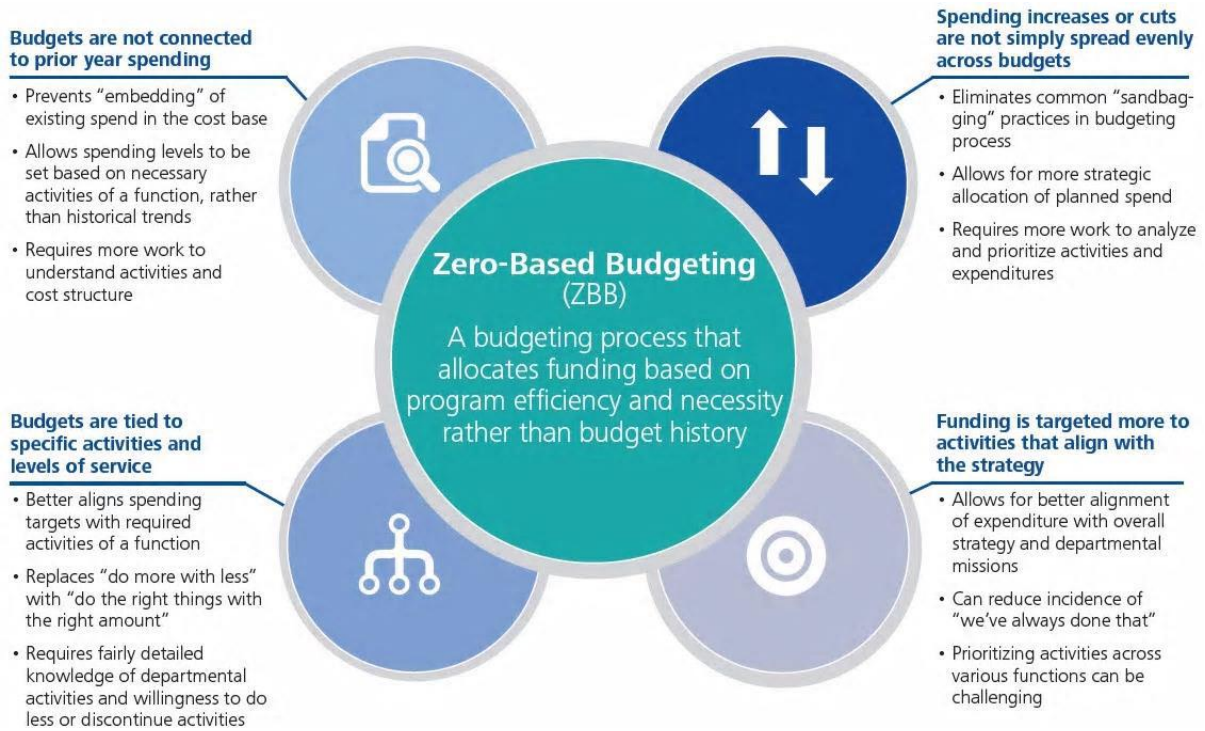 Budgets are not connected
to prior year spending
• Prevents “embedding” of
existing spend in the cost base
• Allows spending levels to be
set based on necessary
activities of a function, rather
than historical trends
• Requires more work to
understand activities and
cost structure
Spending increases or cuts
are not simply spread evenly
across budgets
• Eliminates common “sandbag-
ging” practices in budgeting
process
• Allows for more strategic
allocation of planned spend
• Requires more work to analyze
and prioritize activities and
expenditures
Zero-Based Budgeting
(ZBB)
A budgeting process that
allocates funding based on
program efficiency and necessity
rather than budget history
Budgets are tied to
specific activities and
levels of service
• Better aligns spending
targets with required
activities of a function
• Replaces “do more with less”
with “do the right things with
the right amount”
• Requires fairly detailed
knowledge of departmental
activities and willingness to do
less or discontinue activities
Funding is targeted more to
activities that align with
the strategy
• Allows for better alignment
of expenditure with overall
strategy and departmental
missions
• Can reduce incidence of
“we’ve always done that”
• Prioritizing activities across
various functions can be
challenging